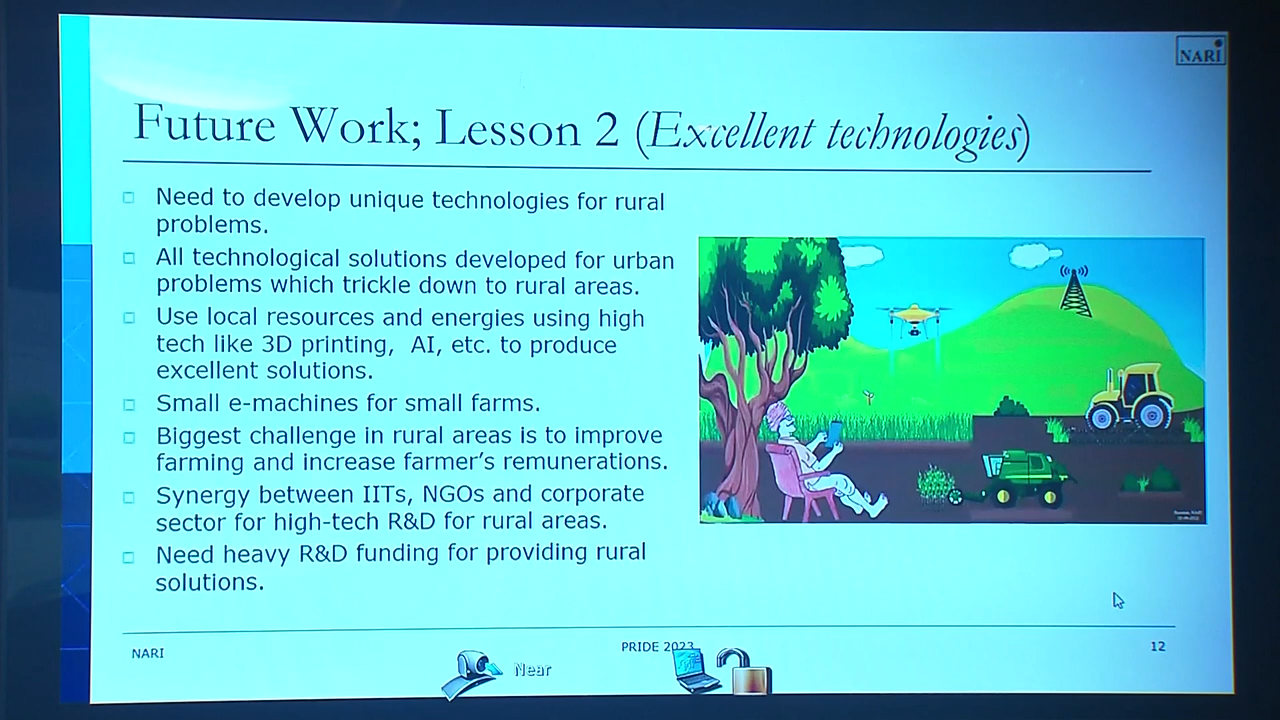 NARI
Future Work; Lesson 2 (Excellent technologies)
Need to develop unique technologies for rural
problems.
All technological solutions developed for urban
problems which trickle down to rural areas.
Use local resources and energies using high
tech like 3D printing, AI, etc. to produce
excellent solutions.
Small e-machines for small farms.
Biggest challenge in rural areas is to improve
farming and increase farmer's remunerations.
Synergy between IITs, NGOs and corporate
sector for high-tech R&D for rural areas.
Need heavy R&D funding for providing rural
solutions.
NARI
PRIDE 2023
12
Near